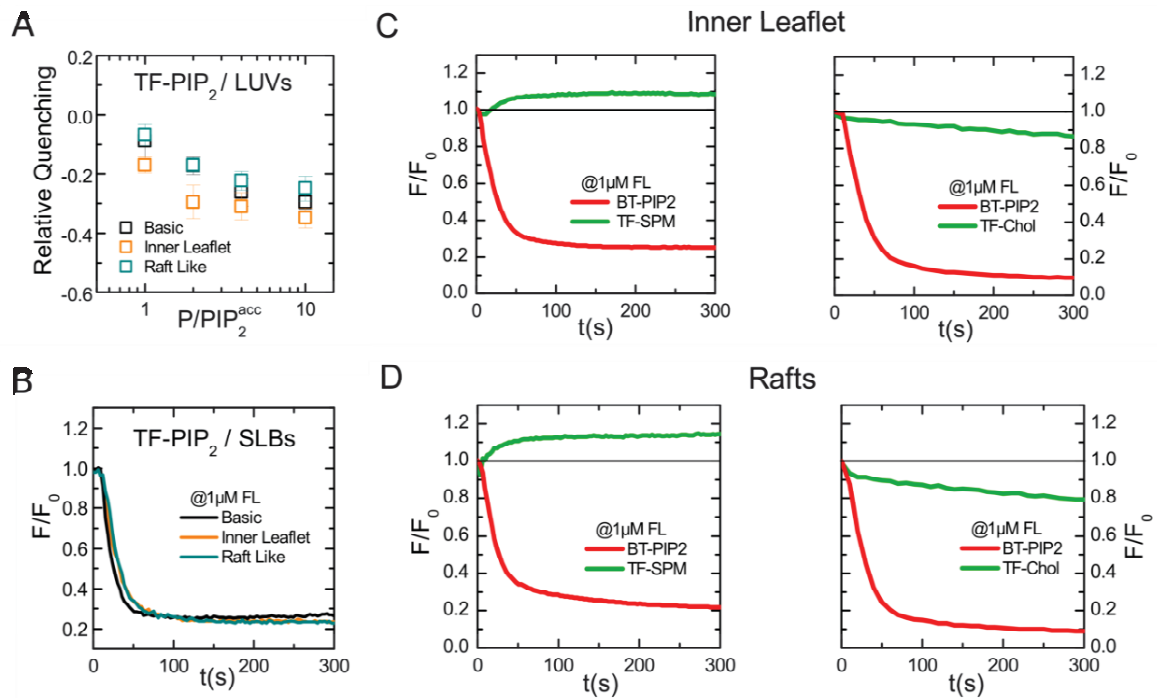 A
TF-PIP2 / LUVs
Relative Quenching
0.2
0.0
-0.2
-0.4
-0.6
Basic
Inner Leaflet
Raft Like
1
10
P/PIP2acc
C
Inner Leaflet
F/F0
1.2
1.0
0.8
0.6
0.4
0.2
0.0
@1µM FL
BT-PIP2
TF-SPM
0
100
200
300
t(s)
@1µM FL
BT-PIP2
TF-Chol
1.2
1.0
0.8
0.6
0.4
0.2
0.0
F/F0
0
100
200
300
t(s)
B
TF-PIP2 / SLBs
F/F0
1.2
1.0
0.8
0.6
0.4
0.2
@1µM FL
Basic
Inner Leaflet
Raft Like
0
100
200
300
t(s)
D
Rafts
F/F0
1.2
1.0
0.8
0.6
0.4
0.2
0.0
@1µM FL
BT-PIP2
TF-SPM
0
100
200
300
t(s)
@1µM FL
BT-PIP2
TF-Chol
1.2
1.0
0.8
0.6
0.4
0.2
0.0
F/F0
0
100
200
300
t(s)